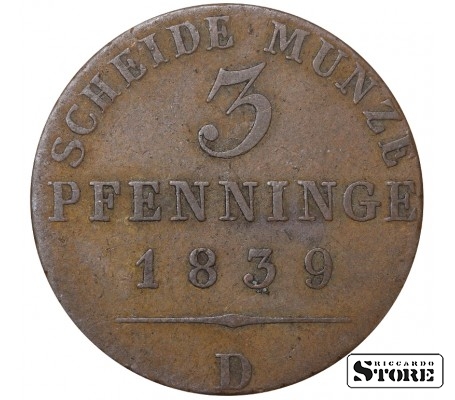 SCHEIDE MUNZE
3
PFENNINGE
1839
D
RICCARDO
STORE